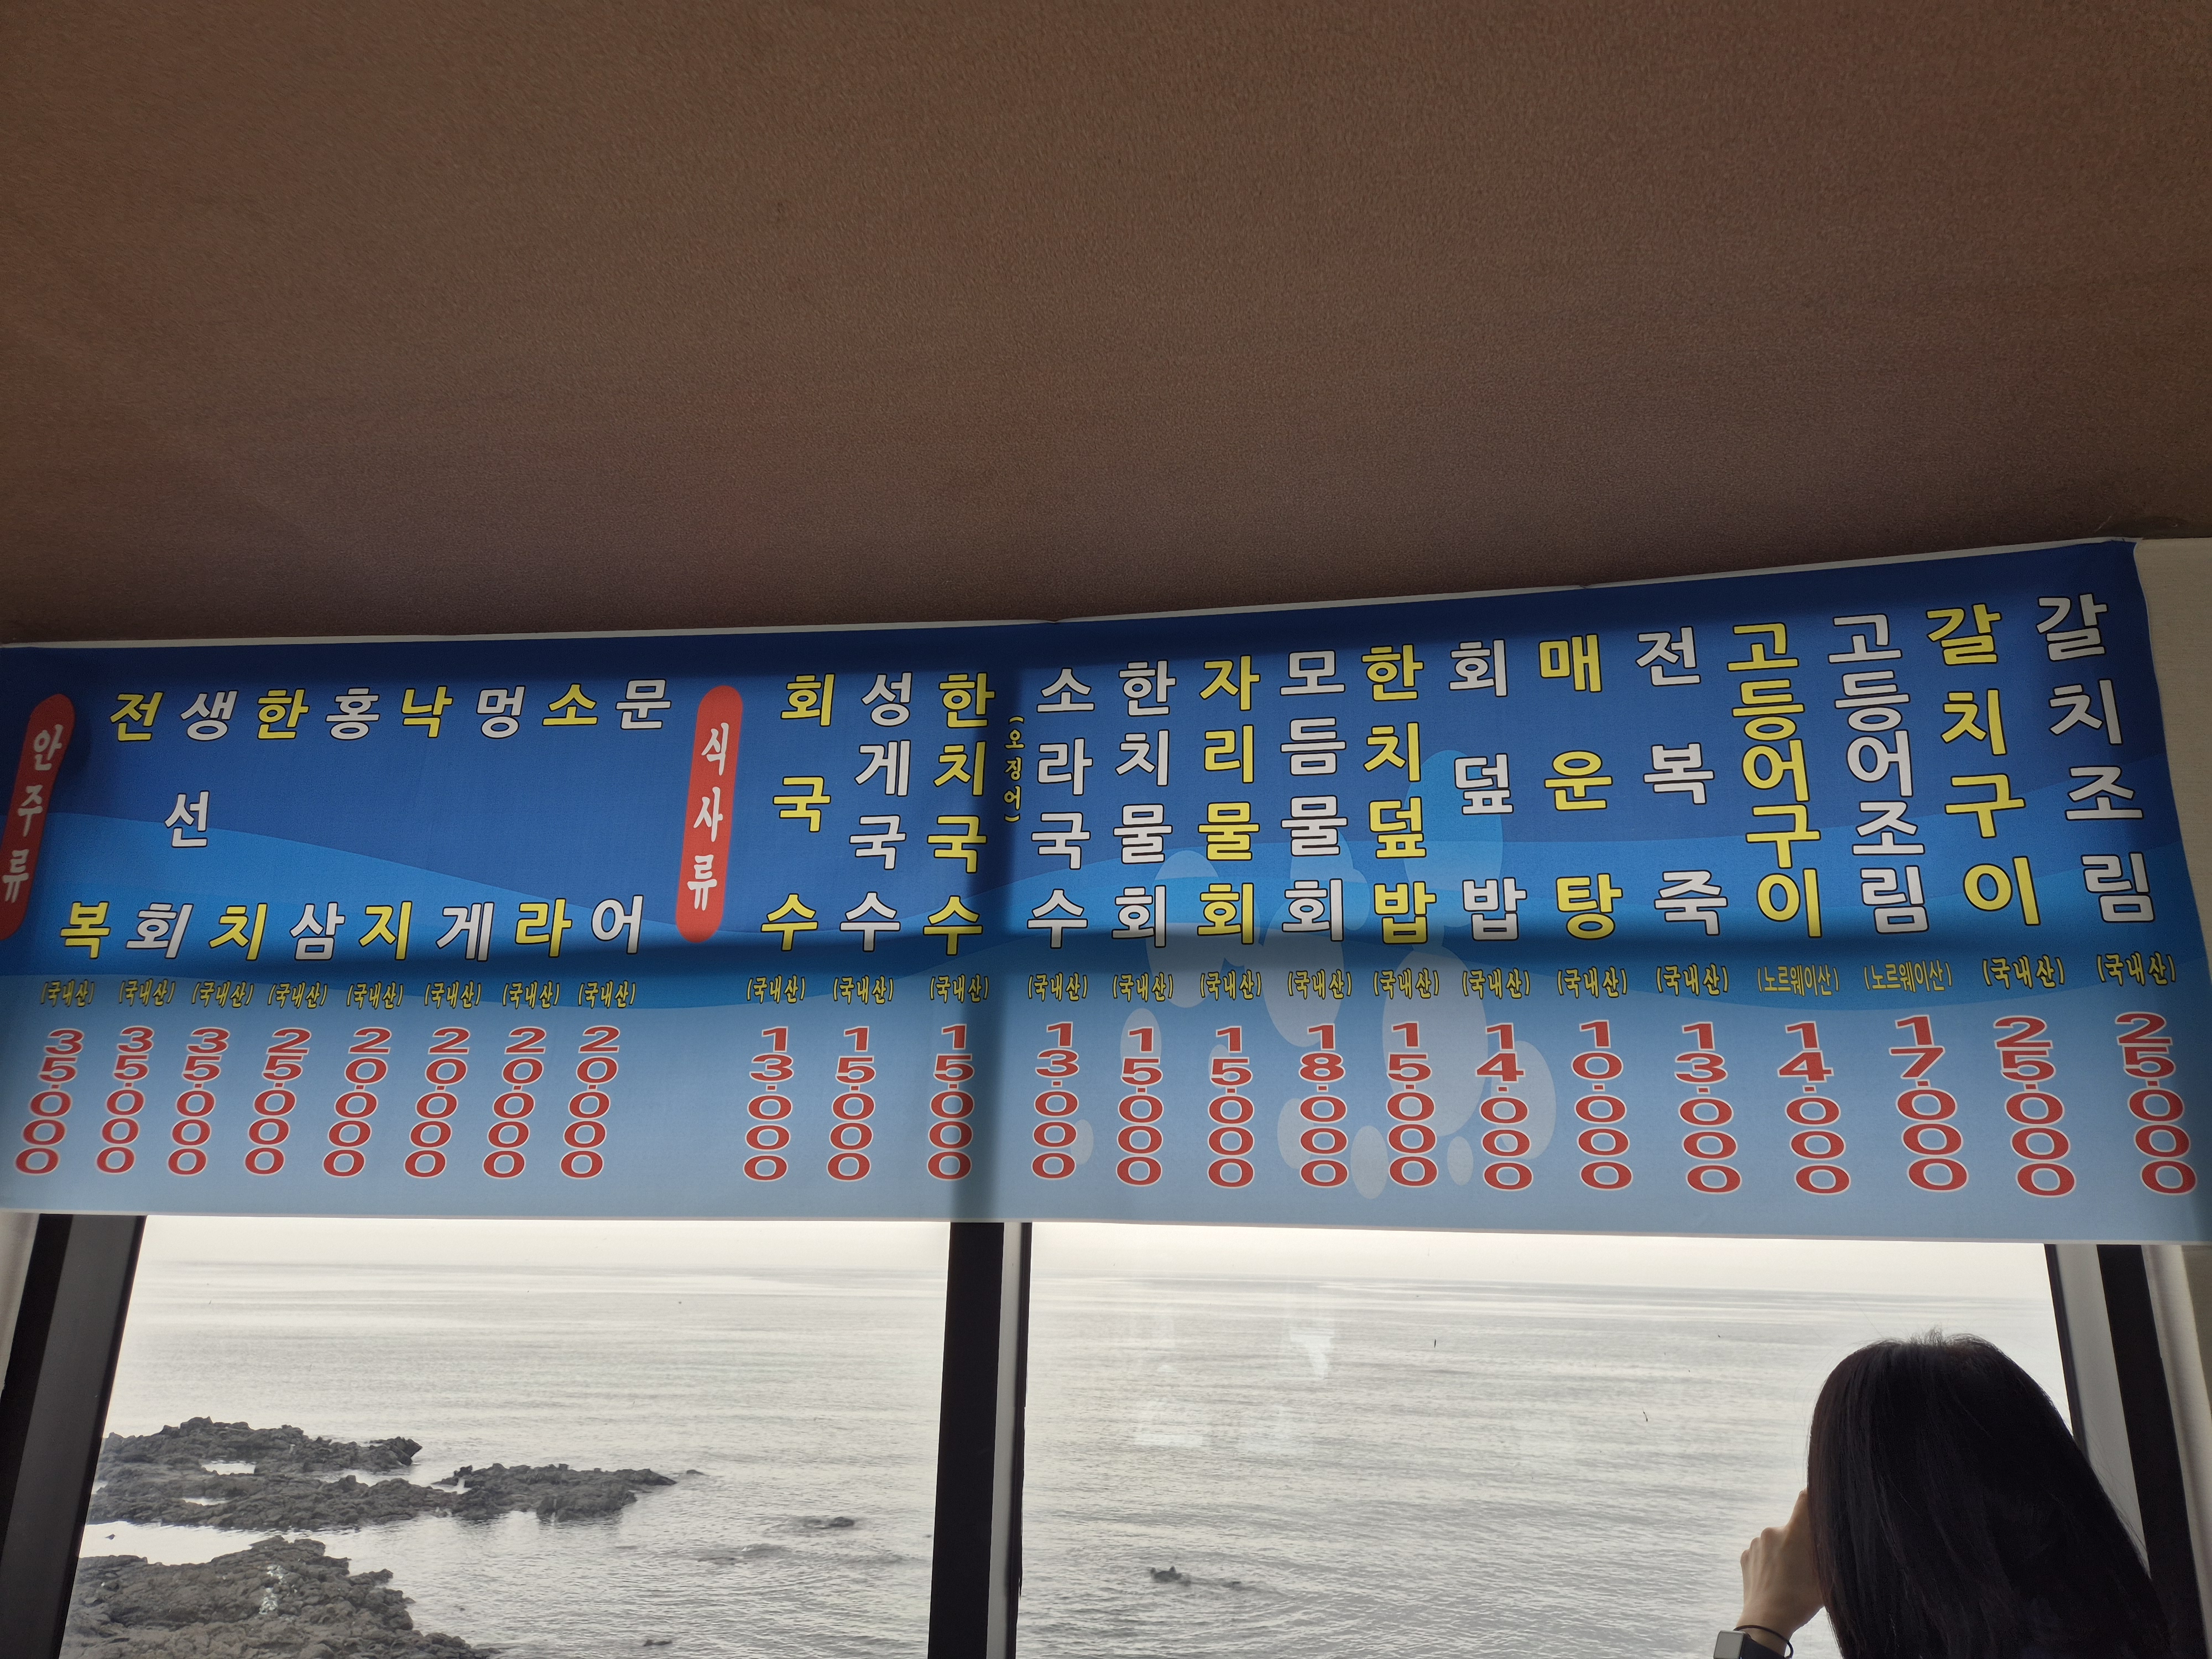 안주류
전복 (국내산) 35.000
생선회 (국내산) 35.000
한치 (국내산) 35.000
홍삼 (국내산) 25.000
낙지 (국내산) 20.000
멍게 (국내산) 20.000
소라 (국내산) 20.000
문어 (국내산) 20.000
식사류
회국수 (국내산) 13.000
성게국수 (국내산) 15.000
한치국수 (오징어) (국내산) 15.000
소라국수 (국내산) 13.000
한치물회 (국내산) 15.000
자리물회 (국내산) 15.000
모듬물회 (국내산) 18.000
한치덮밥 (국내산) 15.000
회덮밥 (국내산) 14.000
매운탕 (국내산) 10.000
전복죽 (국내산) 13.000
고등어구이 (노르웨이산) 14.000
고등어조림 (노르웨이산) 17.000
갈치구이 (국내산) 25.000
갈치조림 (국내산) 25.000